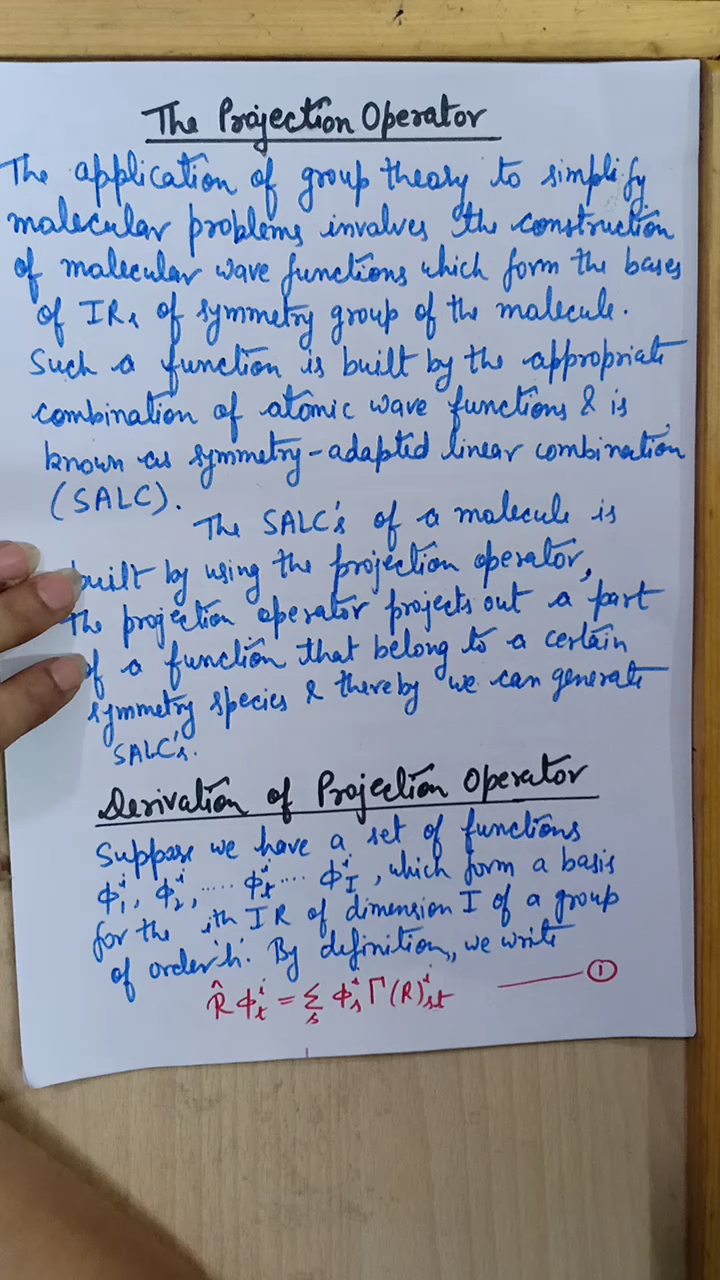 The Projection Operator
The application of group theory to simplify
molecular problems involves the construction
of molecular wave functions which form the bases
of IRs of symmetry group of the molecule.
Such a function is built by the appropriate
combination of atomic wave functions & is
known as symmetry-adapted linear combination
(SALC).
The SALC's of a molecule is
built by using the projection operator,
The projection operator projects out a part
of a function that belong to a certain
symmetry species & thereby we can generate
SALC's.
Derivation of Projection Operator
Suppose we have a set of functions
ϕ₁ⁱ, ϕ₂ⁱ, ..... ϕₜⁱ .... ϕ_Iⁱ, which form a basis
for the ith IR of dimension I of a group
of order 'h'. By definition, we write
R̂ ϕₜⁱ = Σₛ ϕₛⁱ Γ(R)ⁱₛₜ —— ①